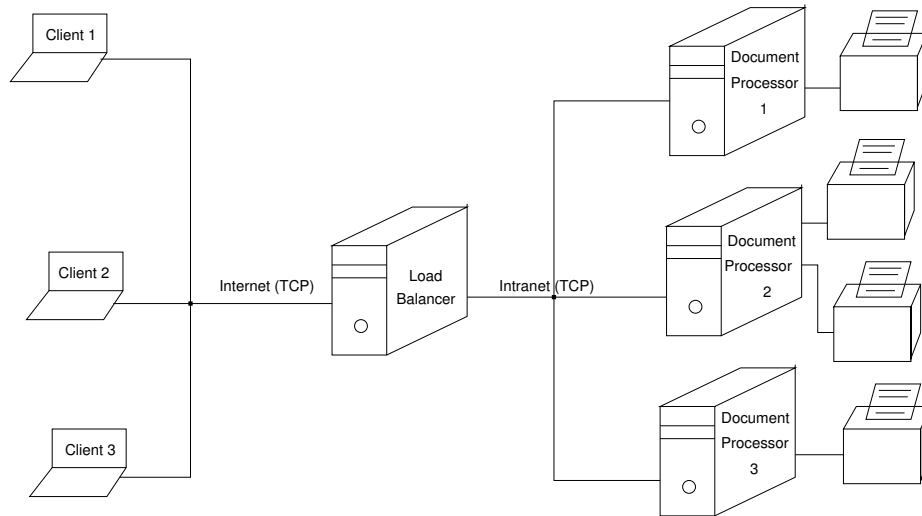 Client 1
Client 2
Client 3
Internet (TCP)
Load
Balancer
Intranet (TCP)
Document
Processor
1
Document
Processor
2
Document
Processor
3